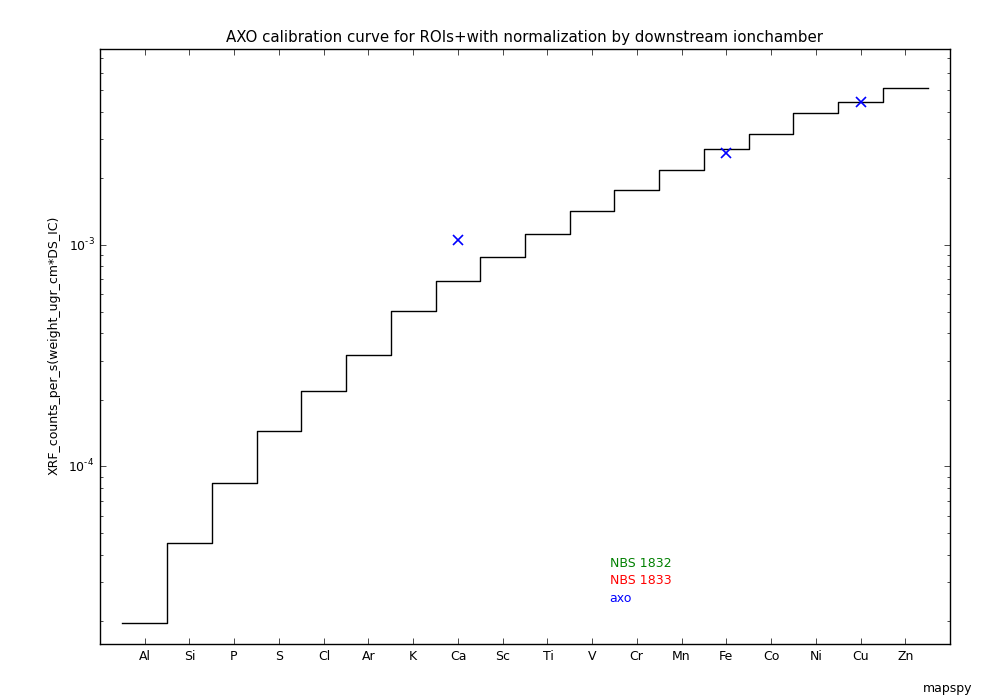 AXO calibration curve for ROIs+with normalization by downstream ionchamber
XRF_counts_per_s(weight_ugr_cm*DS_IC)
10-3
10-4
NBS 1832
NBS 1833
axo
Al Si P S Cl Ar K Ca Sc Ti V Cr Mn Fe Co Ni Cu Zn
mapspy